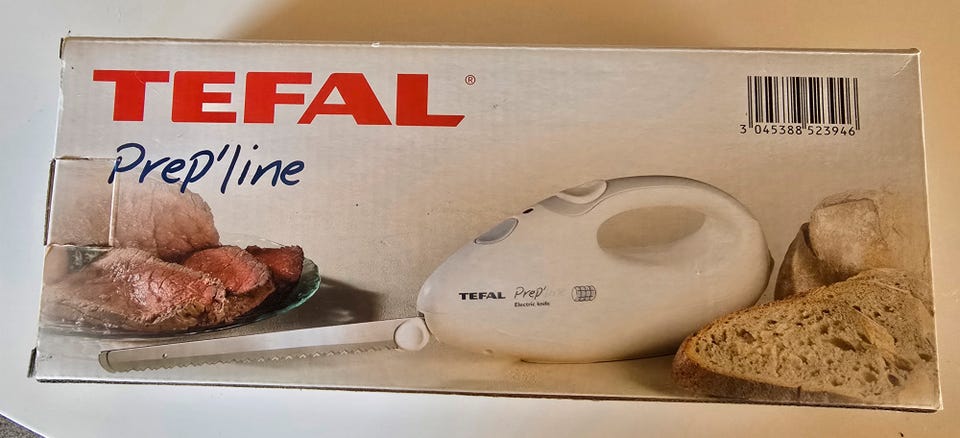 TEFAL®
Prep'line
3 045388 523946
TEFAL Prep'line
Electric knife